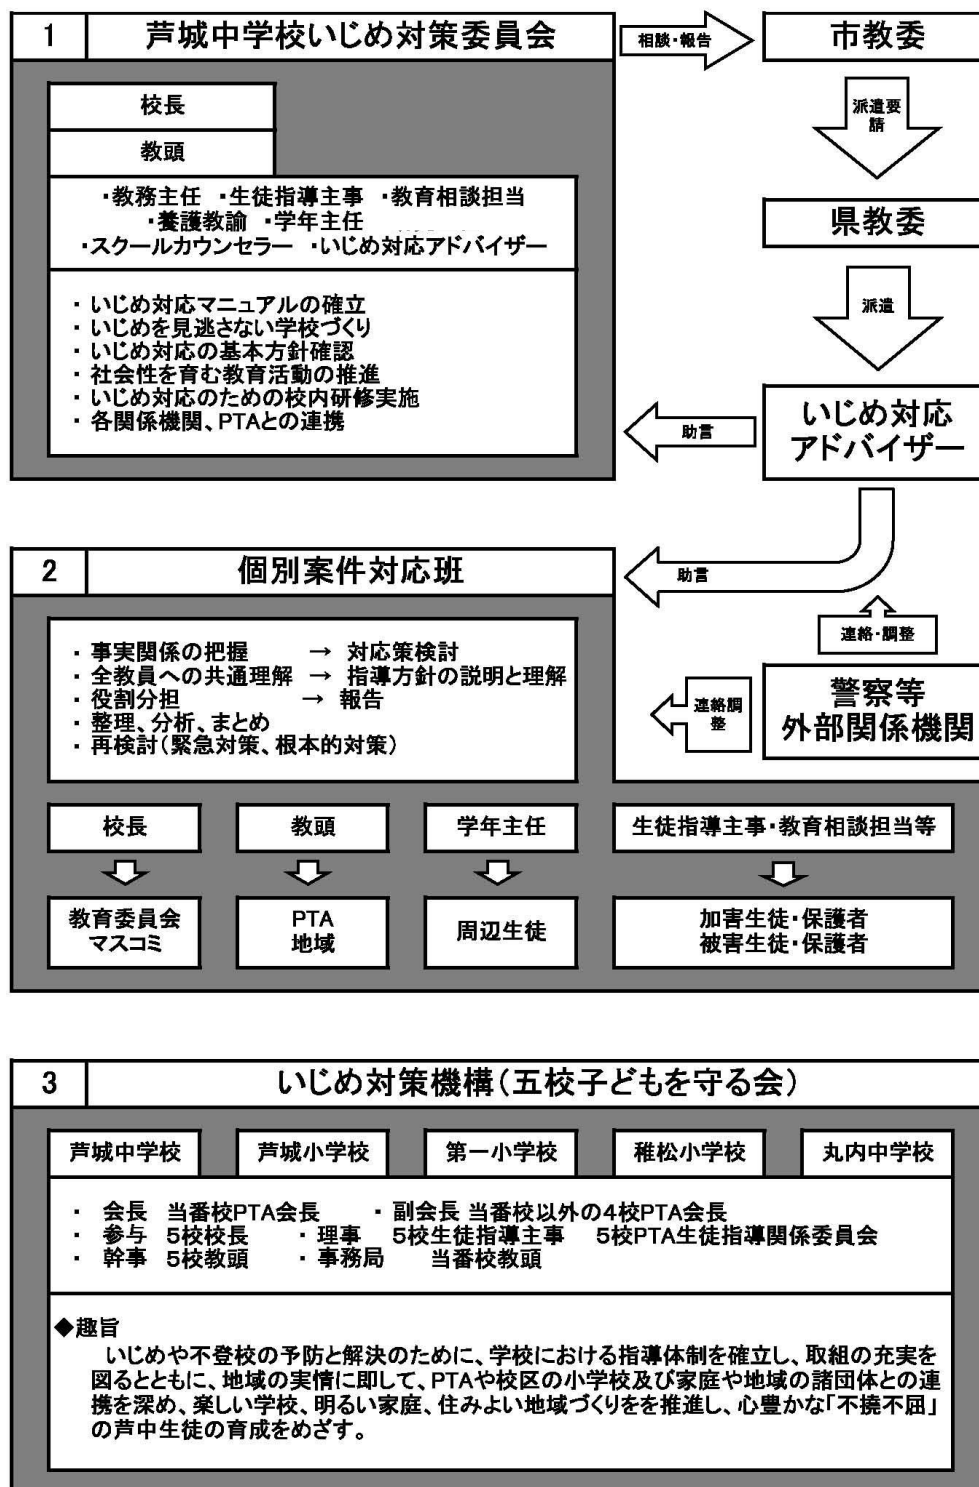 1 芦城中学校いじめ対策委員会
相談・報告
市教委
派遣要
請
県教委
派遣
いじめ対応
アドバイザー
助言
校長
教頭
・教務主任 ・生徒指導主事 ・教育相談担当
・養護教諭 ・学年主任
・スクールカウンセラー ・いじめ対応アドバイザー
・ いじめ対応マニュアルの確立
・ いじめを見逃さない学校づくり
・ いじめ対応の基本方針確認
・ 社会性を育む教育活動の推進
・ いじめ対応のための校内研修実施
・ 各関係機関、PTAとの連携
2 個別案件対応班
助言
連絡・調整
警察等
外部関係機関
連絡調
整
・ 事実関係の把握 → 対応策検討
・ 全教員への共通理解 → 指導方針の説明と理解
・ 役割分担 → 報告
・ 整理、分析、まとめ
・ 再検討(緊急対策、根本的対策)
校長
教頭
学年主任
生徒指導主事・教育相談担当等
教育委員会
マスコミ
PTA
地域
周辺生徒
加害生徒・保護者
被害生徒・保護者
3 いじめ対策機構(五校子どもを守る会)
芦城中学校
芦城小学校
第一小学校
稚松小学校
丸内中学校
・ 会長 当番校PTA会長 ・ 副会長 当番校以外の4校PTA会長
・ 参与 5校校長 ・ 理事 5校生徒指導主事 5校PTA生徒指導関係委員会
・ 幹事 5校教頭 ・ 事務局 当番校教頭
◆趣旨
いじめや不登校の予防と解決のために、学校における指導体制を確立し、取組の充実を
図るとともに、地域の実情に即して、PTAや校区の小学校及び家庭や地域の諸団体との連
携を深め、楽しい学校、明るい家庭、住みよい地域づくりをを推進し、心豊かな「不撓不屈」
の芦中生徒の育成をめざす。